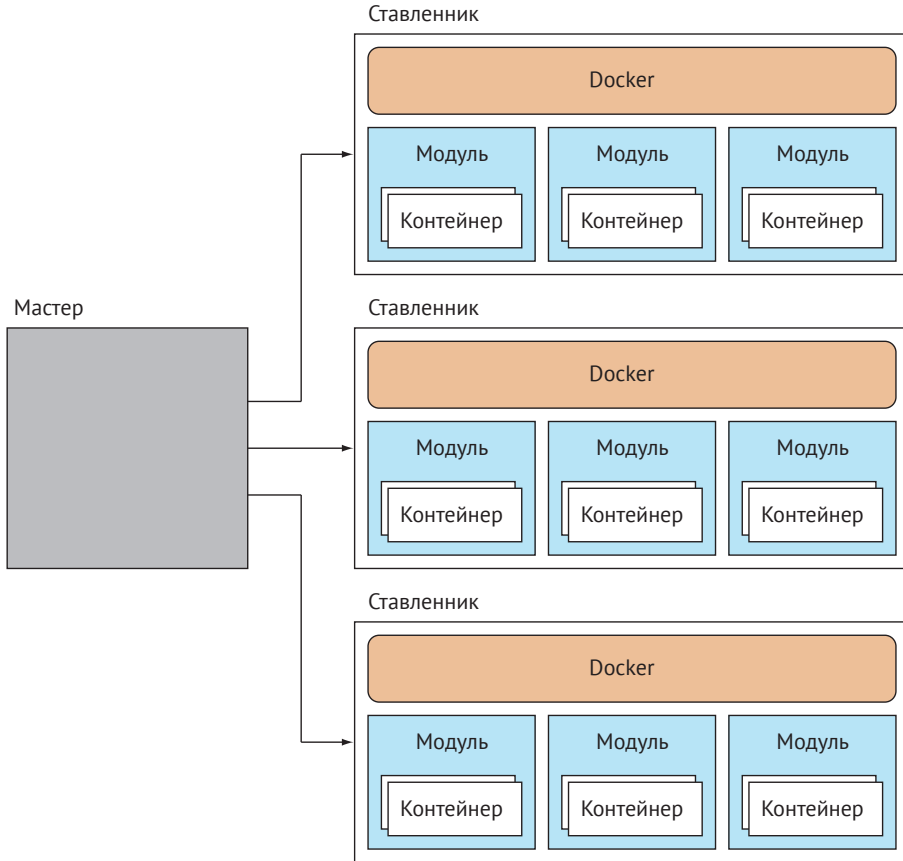 Ставленник
Docker
Модуль
Модуль
Модуль
Контейнер
Контейнер
Контейнер
Мастер
Ставленник
Docker
Модуль
Модуль
Модуль
Контейнер
Контейнер
Контейнер
Ставленник
Docker
Модуль
Модуль
Модуль
Контейнер
Контейнер
Контейнер